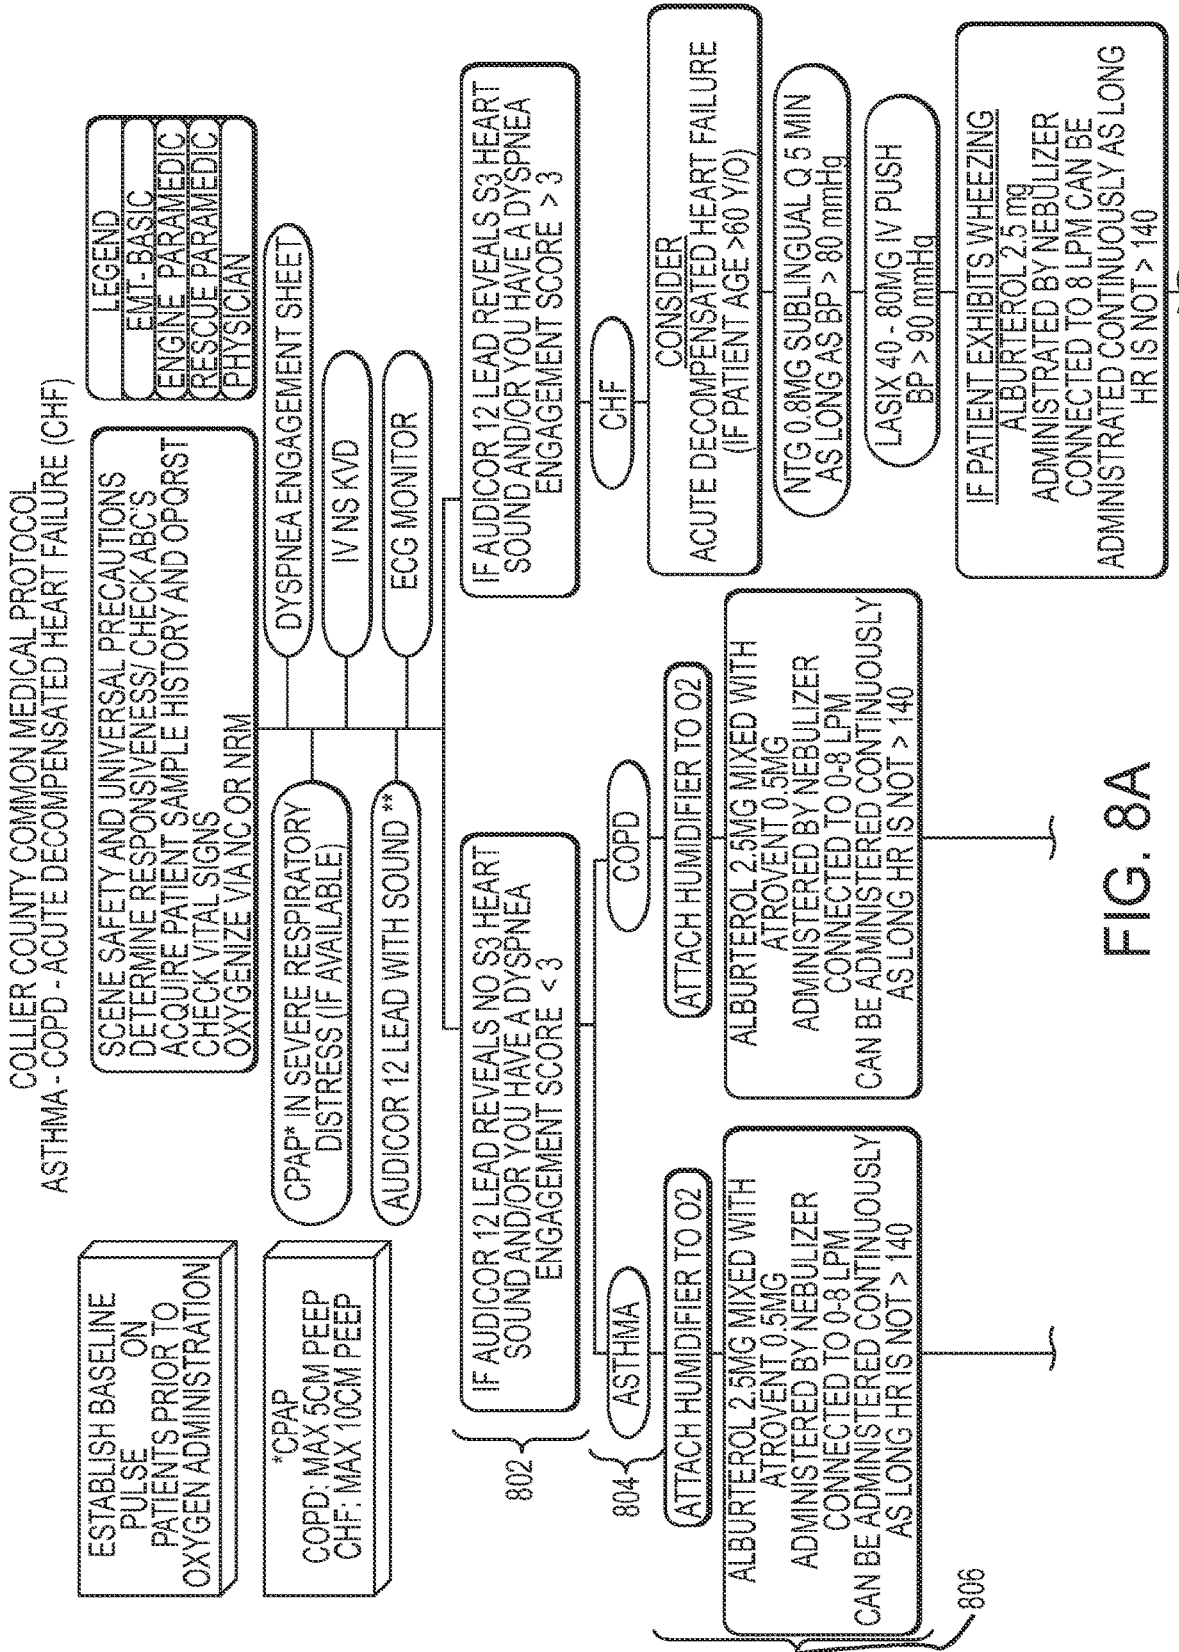 COLLIER COUNTY COMMON MEDICAL PROTOCOL
ASTHMA - COPD - ACUTE DECOMPENSATED HEART FAILURE (CHF)
ESTABLISH BASELINE
PULSE ON
PATIENTS PRIOR TO
OXYGEN ADMINISTRATION
SCENE SAFETY AND UNIVERSAL PRECAUTIONS
DETERMINE RESPONSIVENESS/ CHECK ABC'S
ACQUIRE PATIENT SAMPLE HISTORY AND OPQRST
CHECK VITAL SIGNS
OXYGENIZE VIA NC OR NRM
LEGEND
EMT-BASIC
ENGINE PARAMEDIC
RESCUE PARAMEDIC
PHYSICIAN
*CPAP
COPD: MAX 5CM PEEP
CHF: MAX 10CM PEEP
CPAP* IN SEVERE RESPIRATORY
DISTRESS (IF AVAILABLE)
AUDICOR 12 LEAD WITH SOUND **
DYSPNEA ENGAGEMENT SHEET
IV NS KVD
ECG MONITOR
802
IF AUDICOR 12 LEAD REVEALS NO S3 HEART
SOUND AND/OR YOU HAVE A DYSPNEA
ENGAGEMENT SCORE < 3
IF AUDICOR 12 LEAD REVEALS S3 HEART
SOUND AND/OR YOU HAVE A DYSPNEA
ENGAGEMENT SCORE > 3
804
ASTHMA
COPD
CHF
ATTACH HUMIDIFIER TO O2
ALBURTEROL 2.5MG MIXED WITH
ATROVENT 0.5MG
ADMINISTERED BY NEBULIZER
CONNECTED TO 0-8 LPM
CAN BE ADMINISTERED CONTINUOUSLY
AS LONG HR IS NOT > 140
806
ATTACH HUMIDIFIER TO O2
ALBURTEROL 2.5MG MIXED WITH
ATROVENT 0.5MG
ADMINISTERED BY NEBULIZER
CONNECTED TO 0-8 LPM
CAN BE ADMINISTERED CONTINUOUSLY
AS LONG HR IS NOT > 140
CONSIDER
ACUTE DECOMPENSATED HEART FAILURE
(IF PATIENT AGE >60 Y/O)
NTG 0.8MG SUBLINGUAL Q 5 MIN
AS LONG AS BP > 80 mmHg
LASIX 40 - 80MG IV PUSH
BP > 90 mmHg
IF PATIENT EXHIBITS WHEEZING
ALBURTEROL 2.5 mg
ADMINISTRATED BY NEBULIZER
CONNECTED TO 8 LPM CAN BE
ADMINISTRATED CONTINUOUSLY AS LONG
HR IS NOT > 140
FIG. 8A